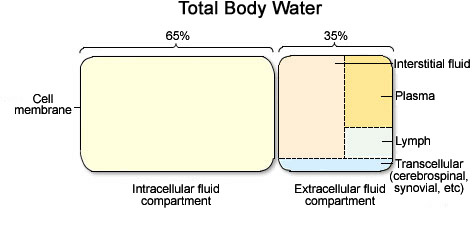 Total Body Water
65%
35%
Cell
membrane
Interstitial fluid
Plasma
Lymph
Transcellular
(cerebrospinal,
synovial, etc)
Intracellular fluid
compartment
Extracellular fluid
compartment